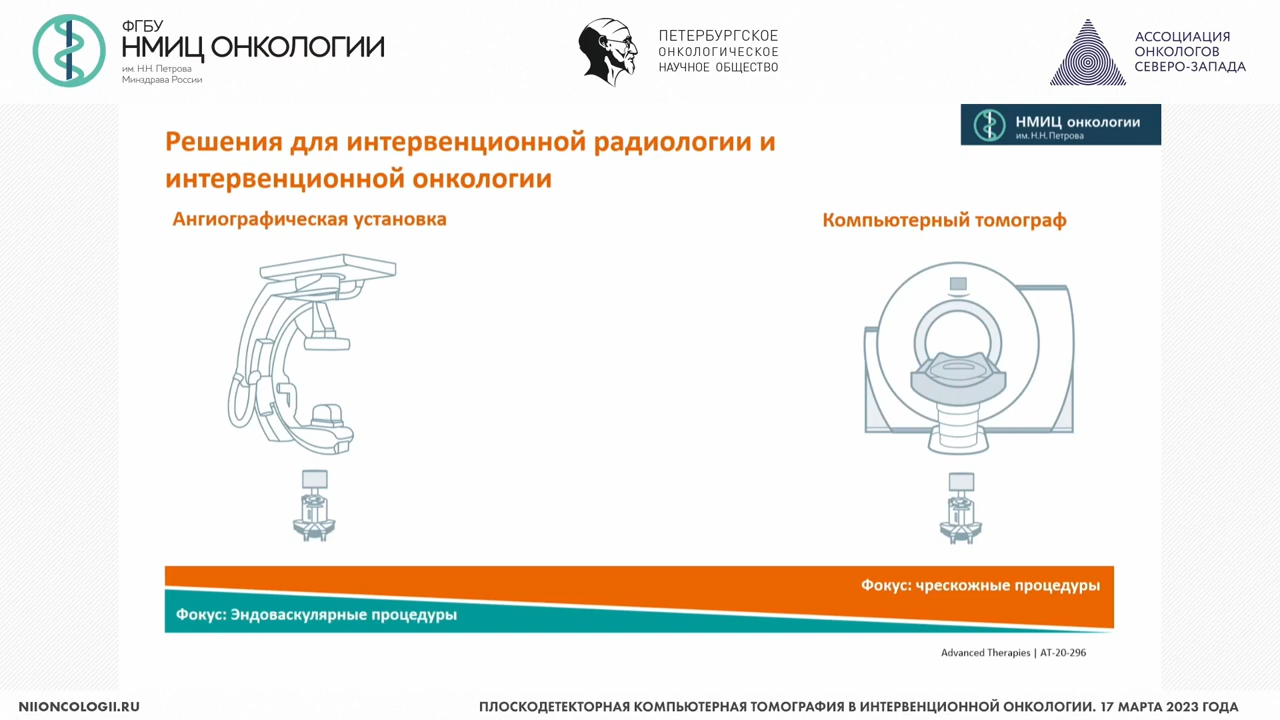 ФГБУ
НМИЦ ОНКОЛОГИИ
им. Н.Н. Петрова
Минздрава России
ПЕТЕРБУРГСКОЕ
ОНКОЛОГИЧЕСКОЕ
НАУЧНОЕ ОБЩЕСТВО
АССОЦИАЦИЯ
ОНКОЛОГОВ
СЕВЕРО-ЗАПАДА
НМИЦ онкологии
им. Н.Н. Петрова
Решения для интервенционной радиологии и
интервенционной онкологии
Ангиографическая установка
Компьютерный томограф
Фокус: чрескожные процедуры
Фокус: Эндоваскулярные процедуры
Advanced Therapies | AT-20-296
NIIONCOLOGII.RU
ПЛОСКОДЕТЕКТОРНАЯ КОМПЬЮТЕРНАЯ ТОМОГРАФИЯ В ИНТЕРВЕНЦИОННОЙ ОНКОЛОГИИ. 17 МАРТА 2023 ГОДА